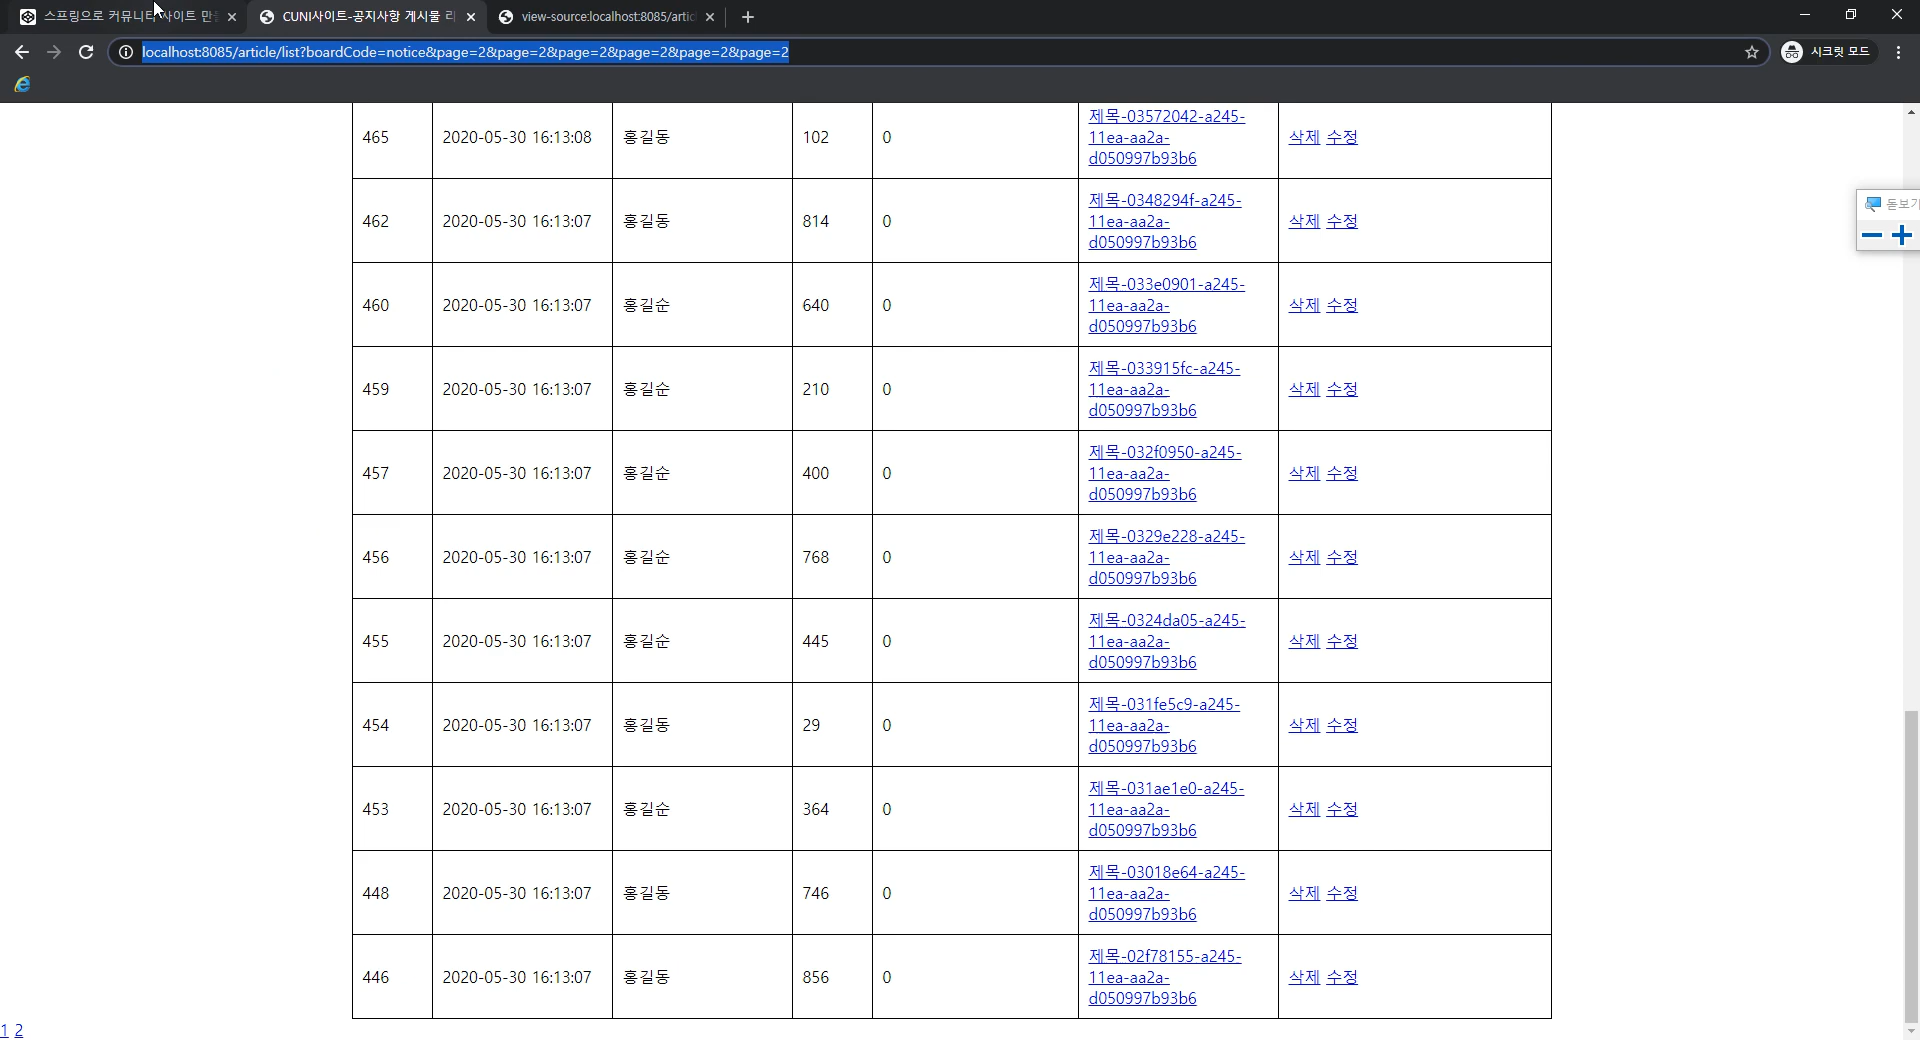 스프링으로 커뮤니티 사이트 만
CUNI사이트-공지사항 게시물 리
view-source:localhost:8085/artic
localhost:8085/article/list?boardCode=notice&page=2&page=2&page=2&page=2&page=2&page=2
시크릿 모드
돋보기
465 2020-05-30 16:13:08 홍길동 102 0 제목-03572042-a245-
11ea-aa2a-
d050997b93b6 삭제 수정
462 2020-05-30 16:13:07 홍길동 814 0 제목-0348294f-a245-
11ea-aa2a-
d050997b93b6 삭제 수정
460 2020-05-30 16:13:07 홍길순 640 0 제목-033e0901-a245-
11ea-aa2a-
d050997b93b6 삭제 수정
459 2020-05-30 16:13:07 홍길순 210 0 제목-033915fc-a245-
11ea-aa2a-
d050997b93b6 삭제 수정
457 2020-05-30 16:13:07 홍길순 400 0 제목-032f0950-a245-
11ea-aa2a-
d050997b93b6 삭제 수정
456 2020-05-30 16:13:07 홍길순 768 0 제목-0329e228-a245-
11ea-aa2a-
d050997b93b6 삭제 수정
455 2020-05-30 16:13:07 홍길순 445 0 제목-0324da05-a245-
11ea-aa2a-
d050997b93b6 삭제 수정
454 2020-05-30 16:13:07 홍길동 29 0 제목-031fe5c9-a245-
11ea-aa2a-
d050997b93b6 삭제 수정
453 2020-05-30 16:13:07 홍길순 364 0 제목-031ae1e0-a245-
11ea-aa2a-
d050997b93b6 삭제 수정
448 2020-05-30 16:13:07 홍길동 746 0 제목-03018e64-a245-
11ea-aa2a-
d050997b93b6 삭제 수정
446 2020-05-30 16:13:07 홍길동 856 0 제목-02f78155-a245-
11ea-aa2a-
d050997b93b6 삭제 수정
1 2